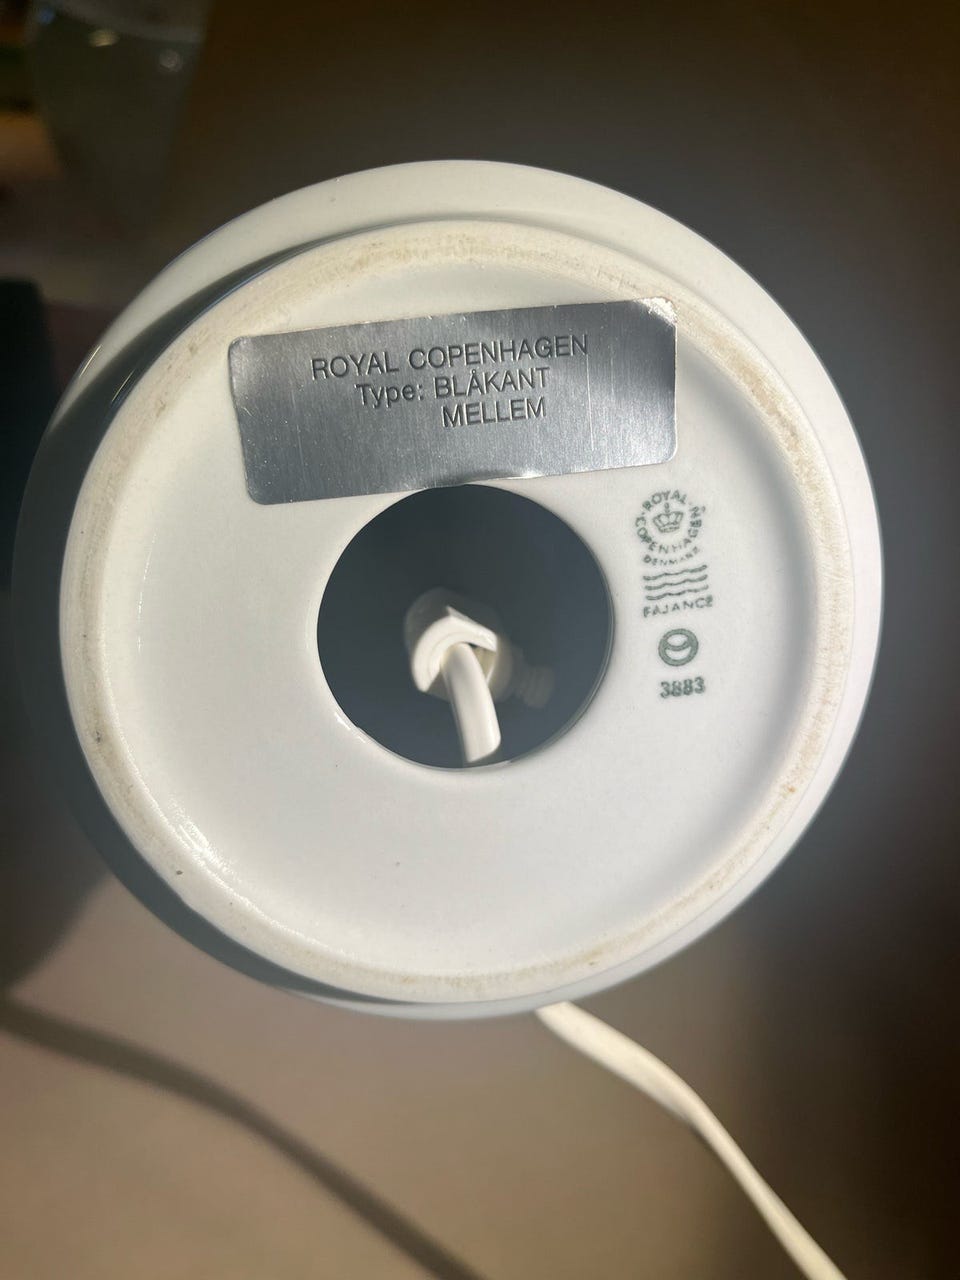 ROYAL COPENHAGEN
Type: BLÅKANT
MELLEM
ROYAL COPENHAGEN
DENMARK
FAJANCE
3883